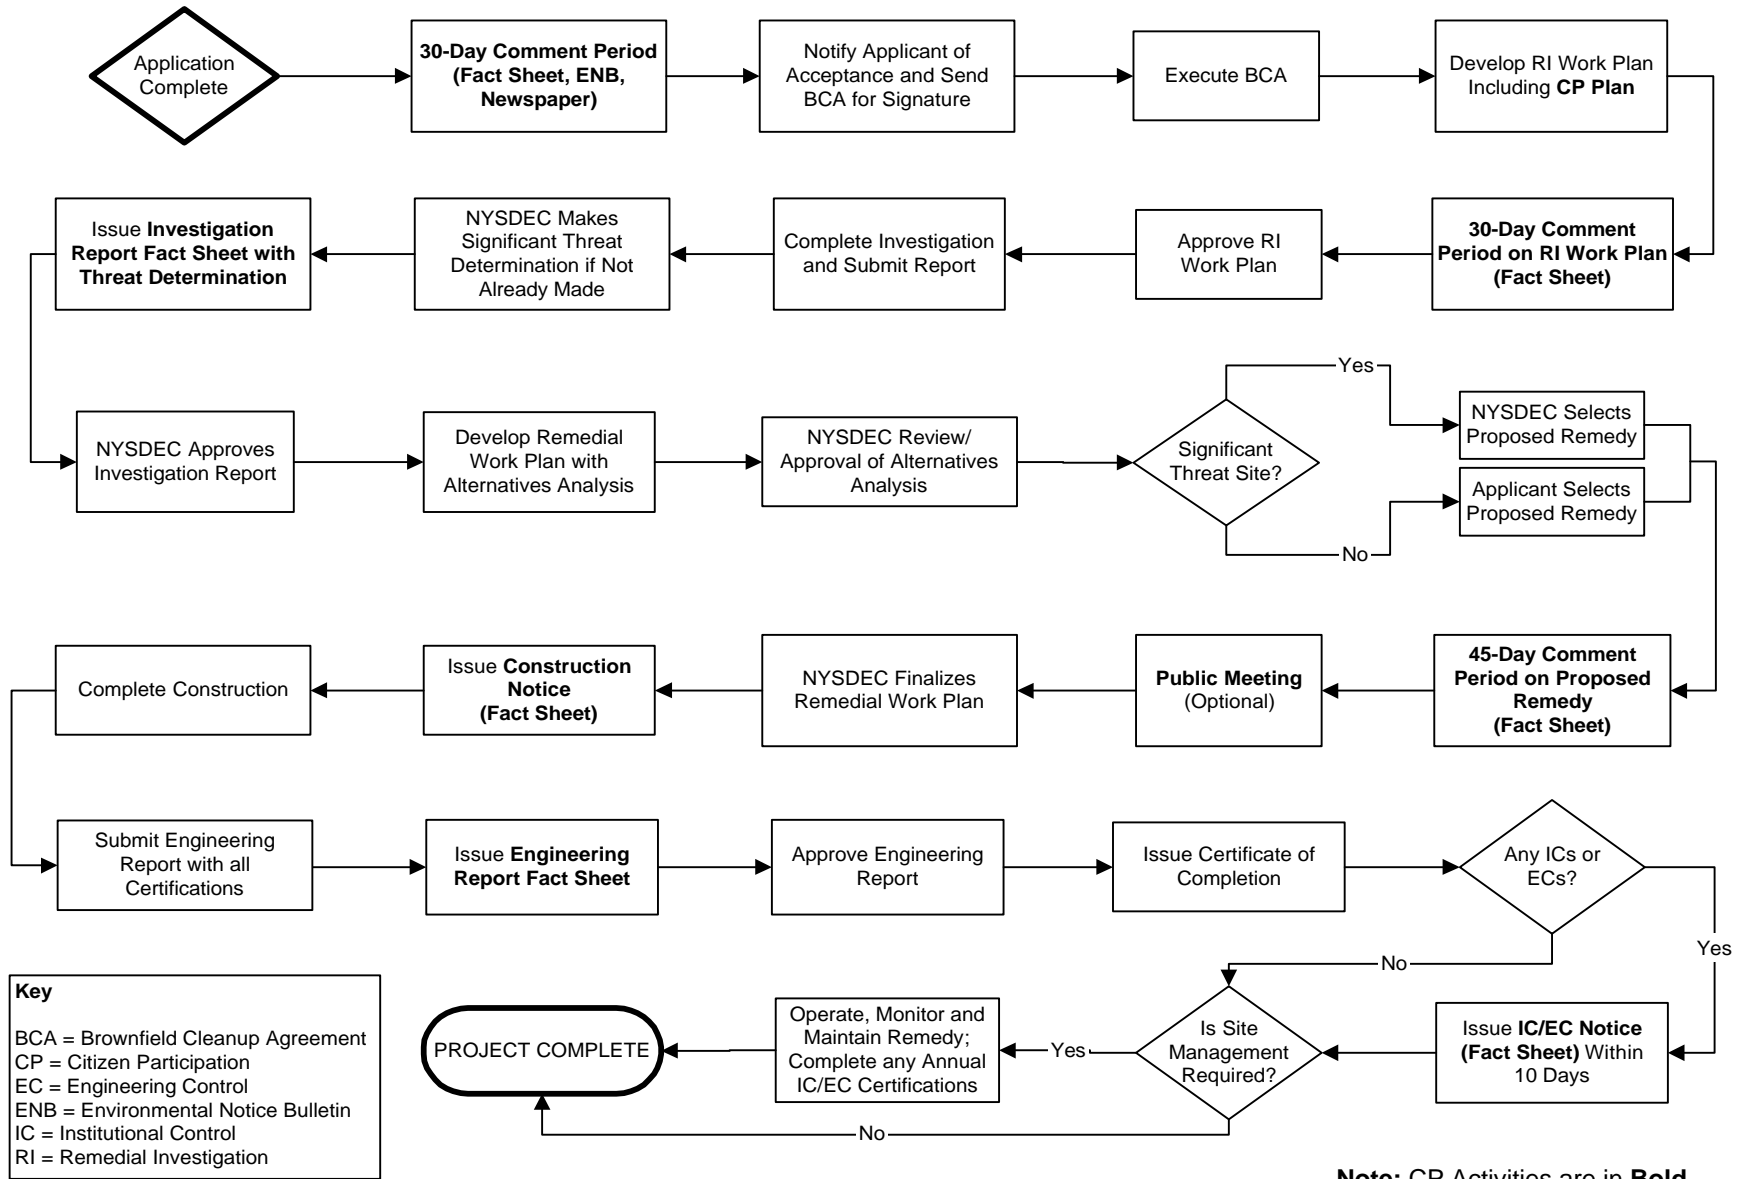 Application
Complete
30-Day Comment Period
(Fact Sheet, ENB,
Newspaper)
Notify Applicant of
Acceptance and Send
BCA for Signature
Execute BCA
Develop RI Work Plan
Including CP Plan
Issue Investigation
Report Fact Sheet with
Threat Determination
NYSDEC Makes
Significant Threat
Determination if Not
Already Made
Complete Investigation
and Submit Report
Approve RI
Work Plan
30-Day Comment
Period on RI Work Plan
(Fact Sheet)
NYSDEC Approves
Investigation Report
Develop Remedial
Work Plan with
Alternatives Analysis
NYSDEC Review/
Approval of Alternatives
Analysis
Significant
Threat Site?
Yes
No
NYSDEC Selects
Proposed Remedy
Applicant Selects
Proposed Remedy
Complete Construction
Issue Construction
Notice
(Fact Sheet)
NYSDEC Finalizes
Remedial Work Plan
Public Meeting
(Optional)
45-Day Comment
Period on Proposed
Remedy
(Fact Sheet)
Submit Engineering
Report with all
Certifications
Issue Engineering
Report Fact Sheet
Approve Engineering
Report
Issue Certificate of
Completion
Any ICs or
ECs?
Yes
No
Key
BCA = Brownfield Cleanup Agreement
CP = Citizen Participation
EC = Engineering Control
ENB = Environmental Notice Bulletin
IC = Institutional Control
RI = Remedial Investigation
PROJECT COMPLETE
Operate, Monitor and
Maintain Remedy;
Complete any Annual
IC/EC Certifications
Yes
Is Site
Management
Required?
Issue IC/EC Notice
(Fact Sheet) Within
10 Days
No
Note: CP Activities are in Bold